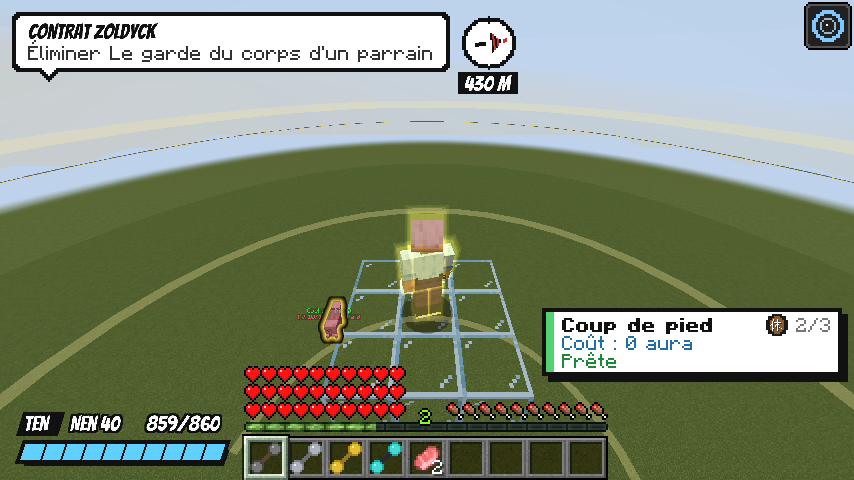 CONTRAT ZOLDYCK
Éliminer Le garde du corps d'un parrain
430 M
Coup de pied
休 2/3
Coût : 0 aura
Prête
TEN NEN 40 859/860
2
2